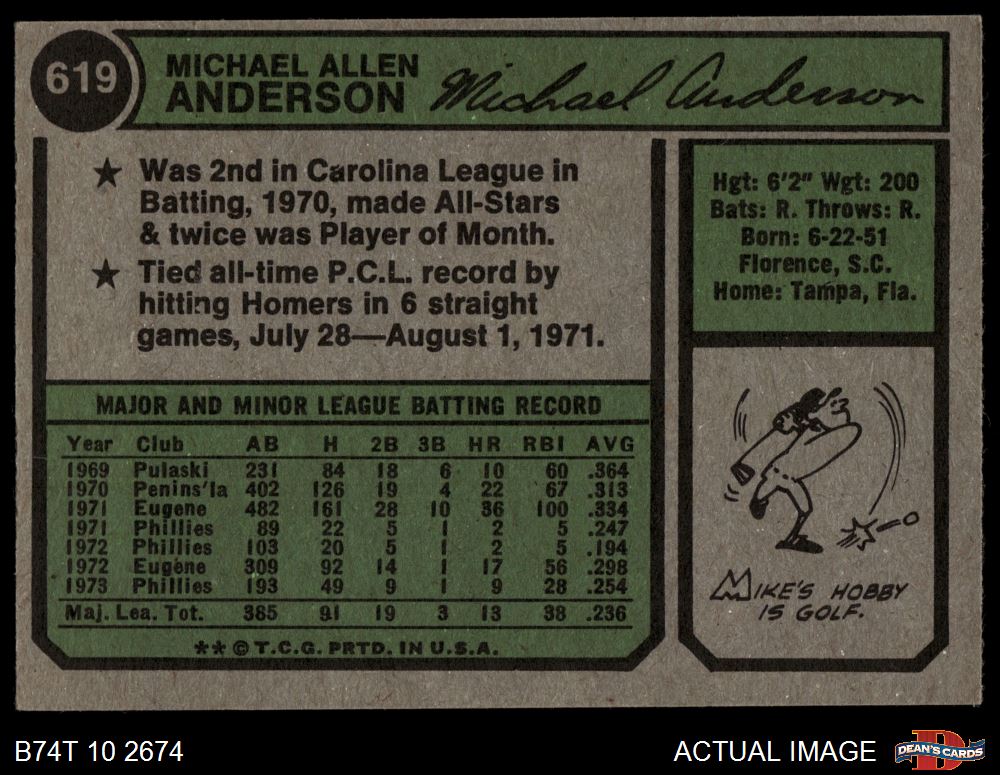 619
MICHAEL ALLEN
ANDERSON
Michael Anderson
★ Was 2nd in Carolina League in
Batting, 1970, made All-Stars
& twice was Player of Month.
★ Tied all-time P.C.L. record by
hitting Homers in 6 straight
games, July 28—August 1, 1971.
Hgt: 6'2" Wgt: 200
Bats: R. Throws: R.
Born: 6-22-51
Florence, S.C.
Home: Tampa, Fla.
MAJOR AND MINOR LEAGUE BATTING RECORD
Year Club AB H 2B 3B HR RBI AVG
1969 Pulaski 231 84 18 6 10 60 .364
1970 Penins'la 402 126 19 4 22 67 .313
1971 Eugene 482 161 28 10 36 100 .334
1971 Phillies 89 22 5 1 2 5 .247
1972 Phillies 103 20 5 1 2 5 .194
1972 Eugene 309 92 14 1 17 56 .298
1973 Phillies 193 49 9 1 9 28 .254
Maj. Lea. Tot. 385 91 19 3 13 38 .236
** © T.C.G. PRTD. IN U.S.A.
MIKE'S HOBBY
IS GOLF.
B74T 10 2674
ACTUAL IMAGE
DEAN'S CARDS